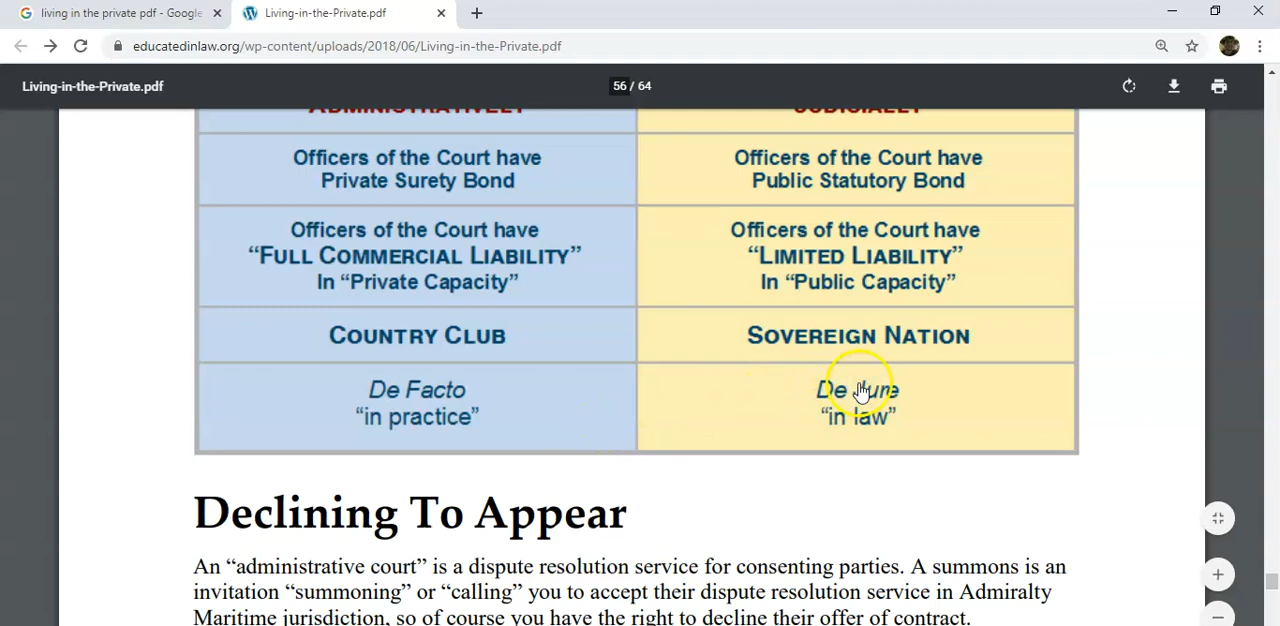 living in the private pdf - Google
Living-in-the-Private.pdf
educatedinlaw.org/wp-content/uploads/2018/06/Living-in-the-Private.pdf
Living-in-the-Private.pdf
56 / 64
ADMINISTRATIVELY
JUDICIALLY
Officers of the Court have
Private Surety Bond
Officers of the Court have
Public Statutory Bond
Officers of the Court have
“FULL COMMERCIAL LIABILITY”
In “Private Capacity”
Officers of the Court have
“LIMITED LIABILITY”
In “Public Capacity”
COUNTRY CLUB
SOVEREIGN NATION
De Facto
“in practice”
De Jure
“in law”
Declining To Appear
An “administrative court” is a dispute resolution service for consenting parties. A summons is an
invitation “summoning” or “calling” you to accept their dispute resolution service in Admiralty
Maritime jurisdiction, so of course you have the right to decline their offer of contract.